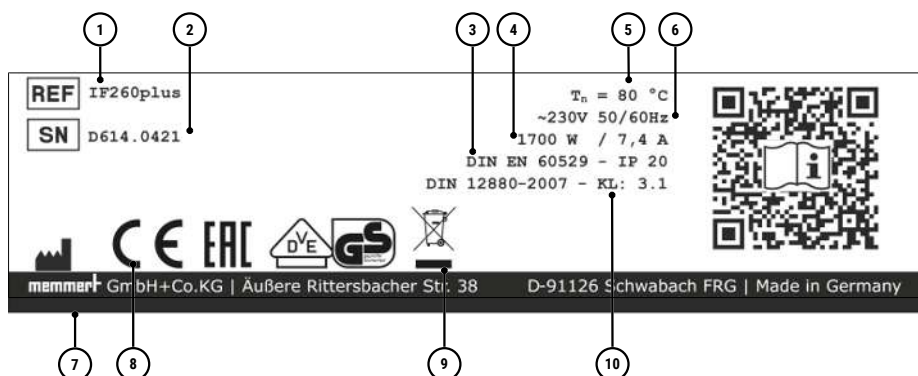 1 2 3 4 5 6
REF IF260plus
SN D614.0421
Tn = 80 °C
~230V 50/60Hz
1700 W / 7,4 A
DIN EN 60529 - IP 20
DIN 12880-2007 - KL: 3.1
i
CE EAC DVE GS
memmert GmbH+Co.KG | Äußere Rittersbacher Str. 38 D-91126 Schwabach FRG | Made in Germany
7 8 9 10